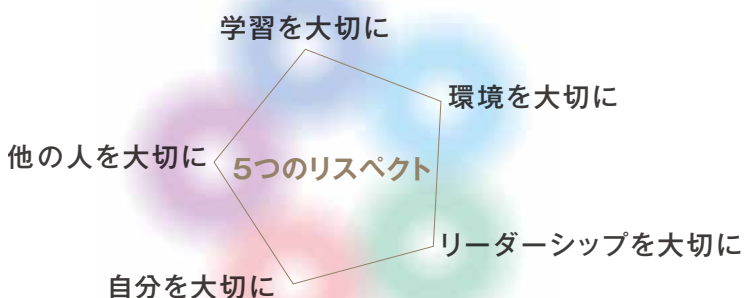 学習を大切に
環境を大切に
他の人を大切に
5つのリスペクト
リーダーシップを大切に
自分を大切に